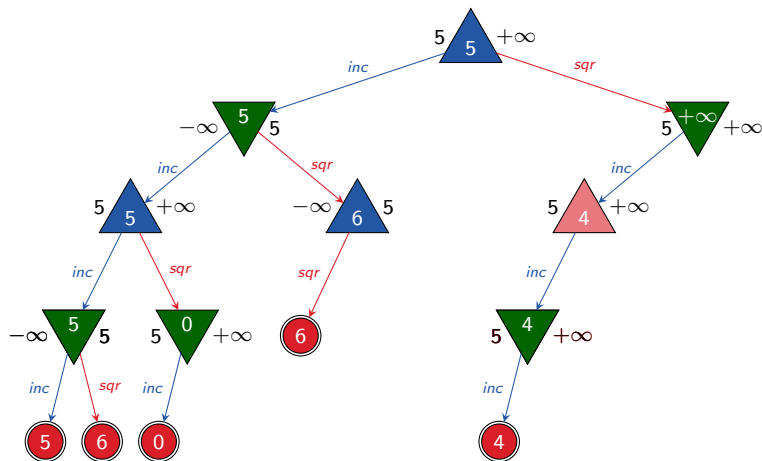 5 5 +∞
inc sqr
−∞ 5 5 5 +∞ +∞
inc sqr inc
5 5 +∞ −∞ 6 5 5 4 +∞
inc sqr sqr inc
−∞ 5 5 5 0 +∞ 6 5 4 +∞
inc sqr inc inc
5 6 0 4